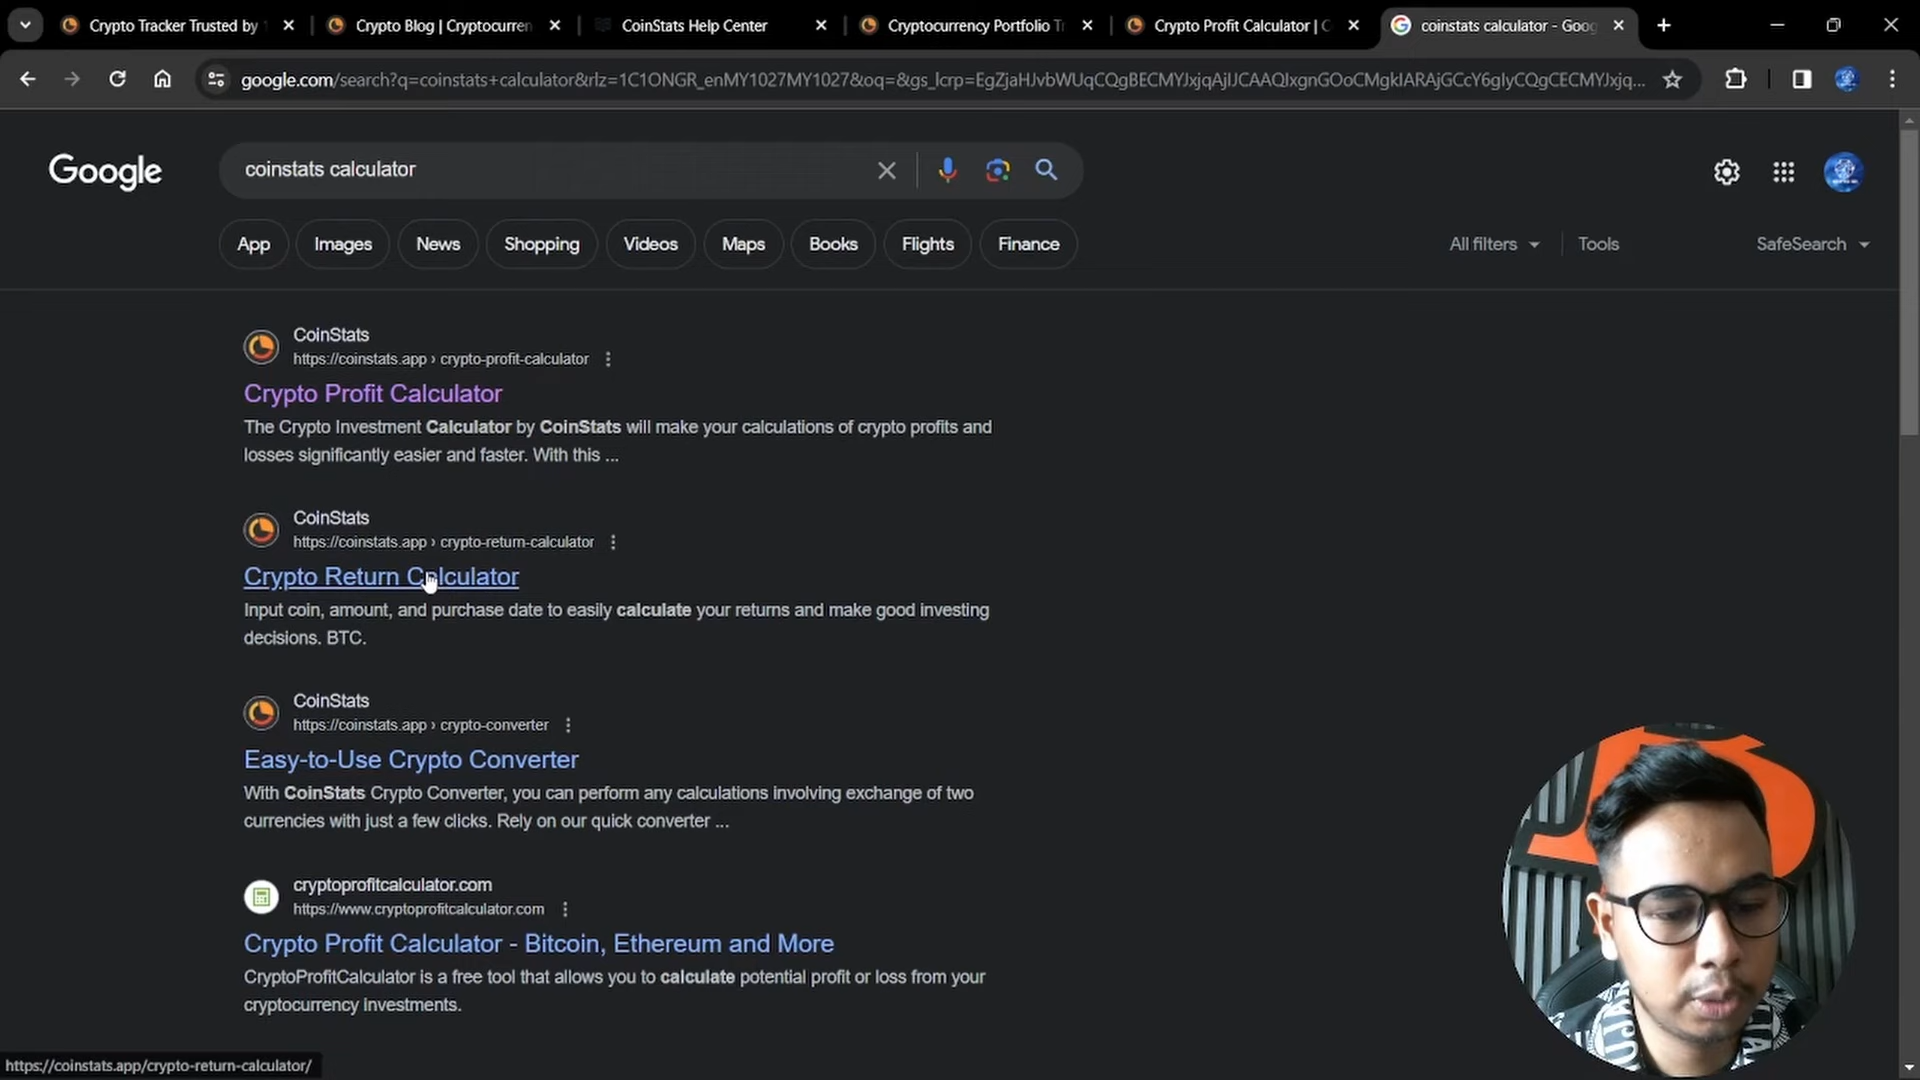 Crypto Tracker Trusted by
Crypto Blog | Cryptocurren
CoinStats Help Center
Cryptocurrency Portfolio T
Crypto Profit Calculator | C
coinstats calculator - Goog
google.com/search?q=coinstats+calculator&rlz=1C1ONGR_enMY1027MY1027&oq=&gs_lcrp=EgZjaHJvbWUqCQgBECMYJxjqAjIJCAAQIxgnGOoCMgkIARAjGCcY6gIyCQgCECMYJxjq...
Google
coinstats calculator
App
Images
News
Shopping
Videos
Maps
Books
Flights
Finance
All filters
Tools
SafeSearch
CoinStats
https://coinstats.app › crypto-profit-calculator
Crypto Profit Calculator
The Crypto Investment Calculator by CoinStats will make your calculations of crypto profits and
losses significantly easier and faster. With this ...
CoinStats
https://coinstats.app › crypto-return-calculator
Crypto Return Calculator
Input coin, amount, and purchase date to easily calculate your returns and make good investing
decisions. BTC.
CoinStats
https://coinstats.app › crypto-converter
Easy-to-Use Crypto Converter
With CoinStats Crypto Converter, you can perform any calculations involving exchange of two
currencies with just a few clicks. Rely on our quick converter ...
cryptoprofitcalculator.com
https://www.cryptoprofitcalculator.com
Crypto Profit Calculator - Bitcoin, Ethereum and More
CryptoProfitCalculator is a free tool that allows you to calculate potential profit or loss from your
cryptocurrency investments.
https://coinstats.app/crypto-return-calculator/